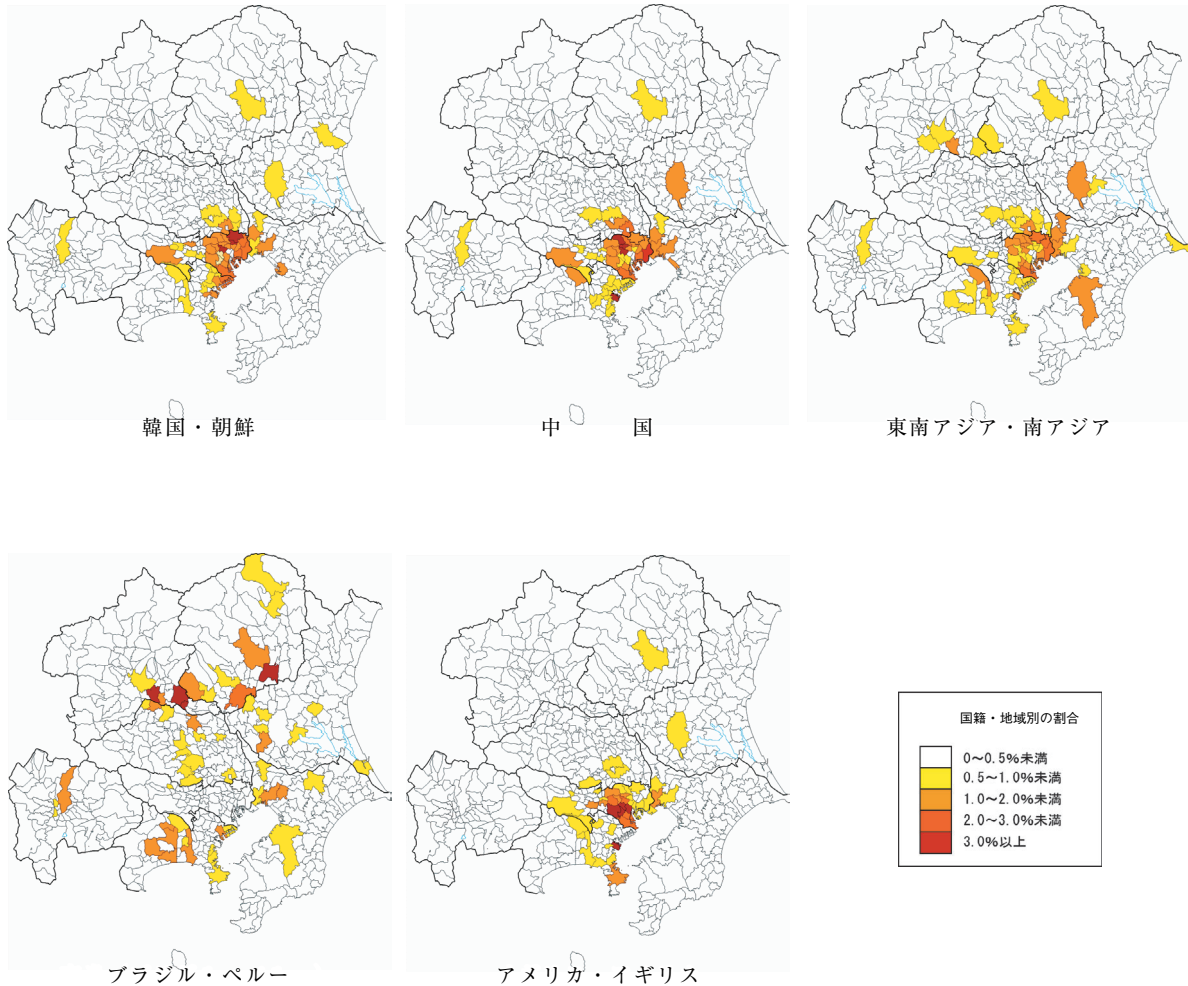 韓国・朝鮮
中 国
東南アジア・南アジア
ブラジル・ペルー
アメリカ・イギリス
国籍・地域別の割合
0～0.5%未満
0.5～1.0%未満
1.0～2.0%未満
2.0～3.0%未満
3.0%以上